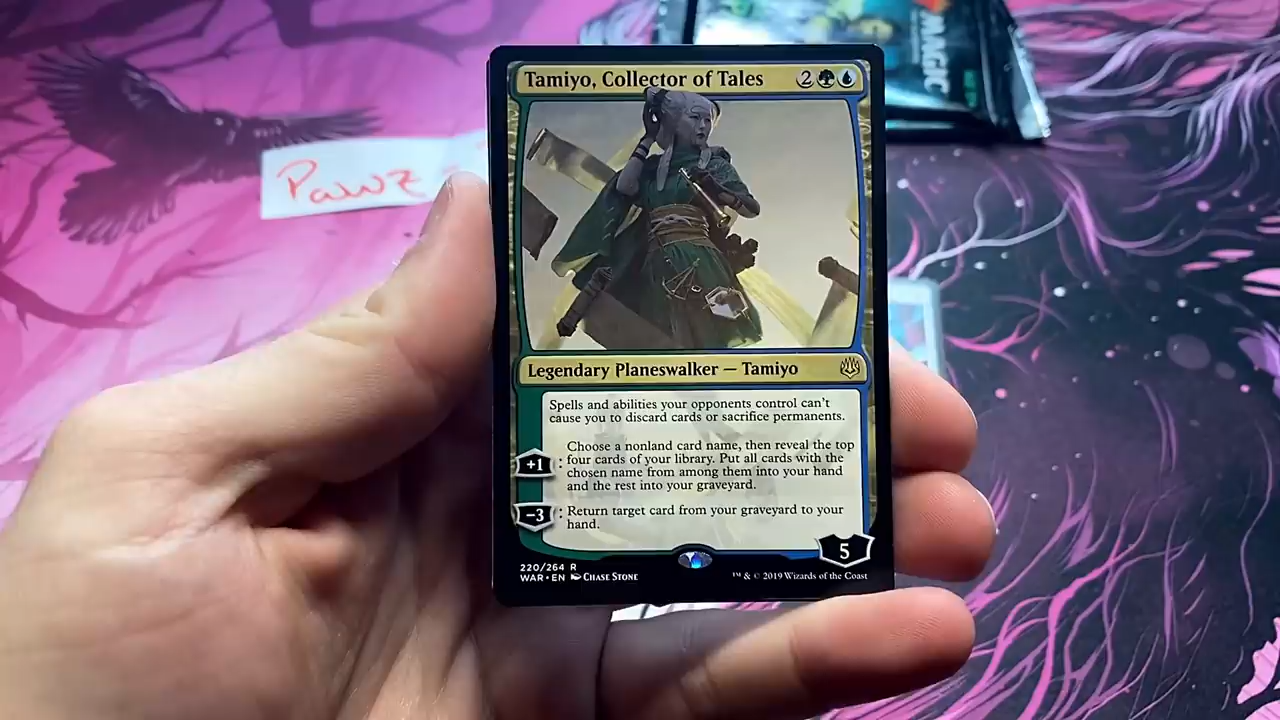 MAGIC
Tamiyo, Collector of Tales 2
Pawz
Legendary Planeswalker — Tamiyo
Spells and abilities your opponents control can't
cause you to discard cards or sacrifice permanents.
Choose a nonland card name, then reveal the top
+1 : four cards of your library. Put all cards with the
chosen name from among them into your hand
and the rest into your graveyard.
−3 : Return target card from your graveyard to your
hand.
5
220/264 R
WAR • EN Chase Stone
™ & © 2019 Wizards of the Coast